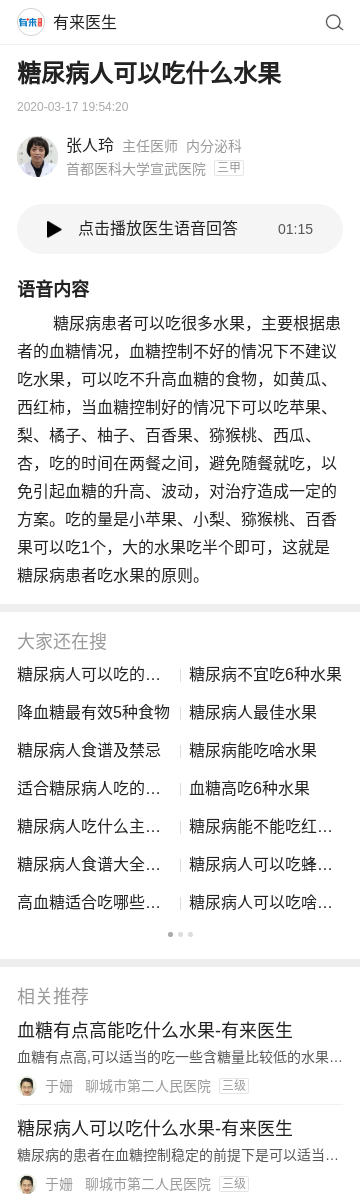 有来医生
糖尿病人可以吃什么水果
2020-03-17 19:54:20
张人玲 主任医师 内分泌科
首都医科大学宣武医院 三甲
点击播放医生语音回答 01:15
语音内容
糖尿病患者可以吃很多水果，主要根据患
者的血糖情况，血糖控制不好的情况下不建议
吃水果，可以吃不升高血糖的食物，如黄瓜、
西红柿，当血糖控制好的情况下可以吃苹果、
梨、橘子、柚子、百香果、猕猴桃、西瓜、
杏，吃的时间在两餐之间，避免随餐就吃，以
免引起血糖的升高、波动，对治疗造成一定的
方案。吃的量是小苹果、小梨、猕猴桃、百香
果可以吃1个，大的水果吃半个即可，这就是
糖尿病患者吃水果的原则。
大家还在搜
糖尿病人可以吃的... 糖尿病不宜吃6种水果
降血糖最有效5种食物 糖尿病人最佳水果
糖尿病人食谱及禁忌 糖尿病能吃啥水果
适合糖尿病人吃的... 血糖高吃6种水果
糖尿病人吃什么主... 糖尿病能不能吃红...
糖尿病人食谱大全... 糖尿病人可以吃蜂...
高血糖适合吃哪些... 糖尿病人可以吃啥...
相关推荐
血糖有点高能吃什么水果-有来医生
血糖有点高,可以适当的吃一些含糖量比较低的水果...
于姗 聊城市第二人民医院 三级
糖尿病人可以吃什么水果-有来医生
糖尿病的患者在血糖控制稳定的前提下是可以适当...
于姗 聊城市第二人民医院 三级